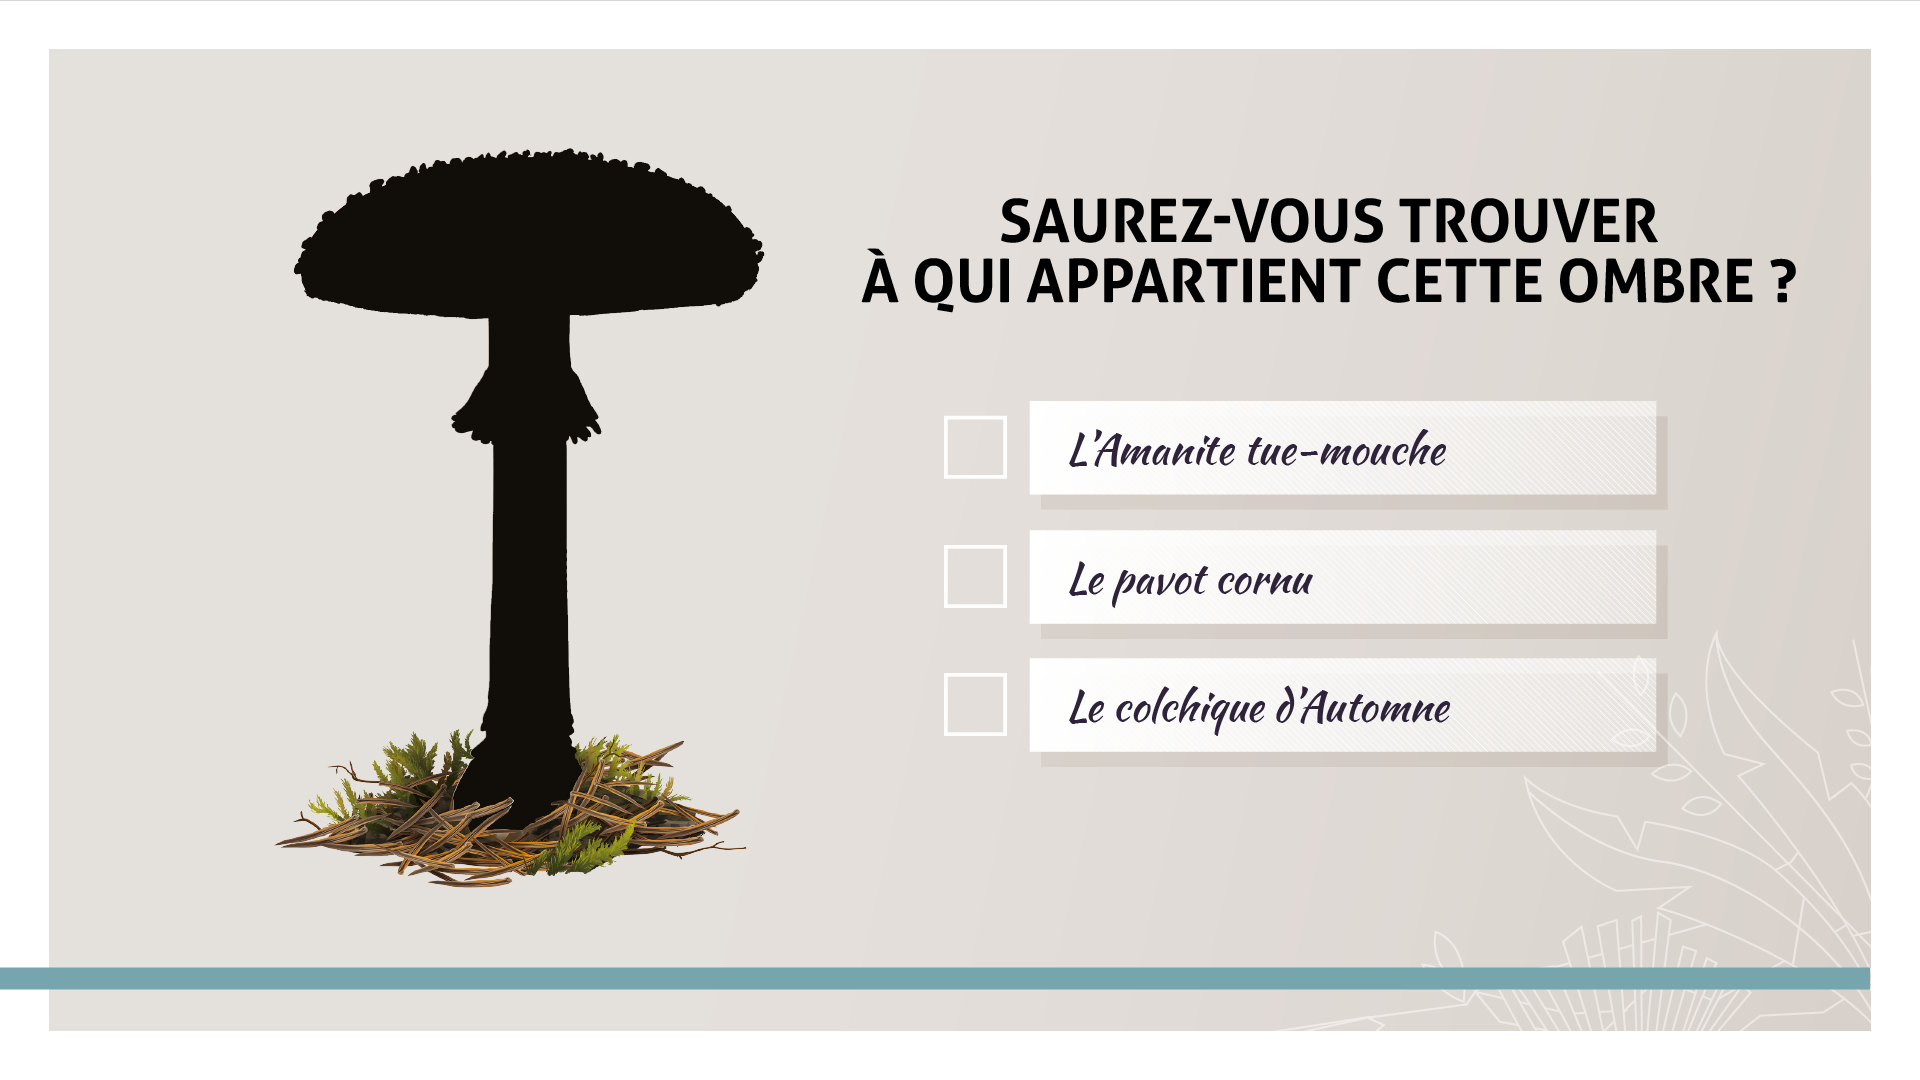 SAUREZ-VOUS TROUVER
À QUI APPARTIENT CETTE OMBRE ?
L'Amanite tue-mouche
Le pavot cornu
Le colchique d'Automne